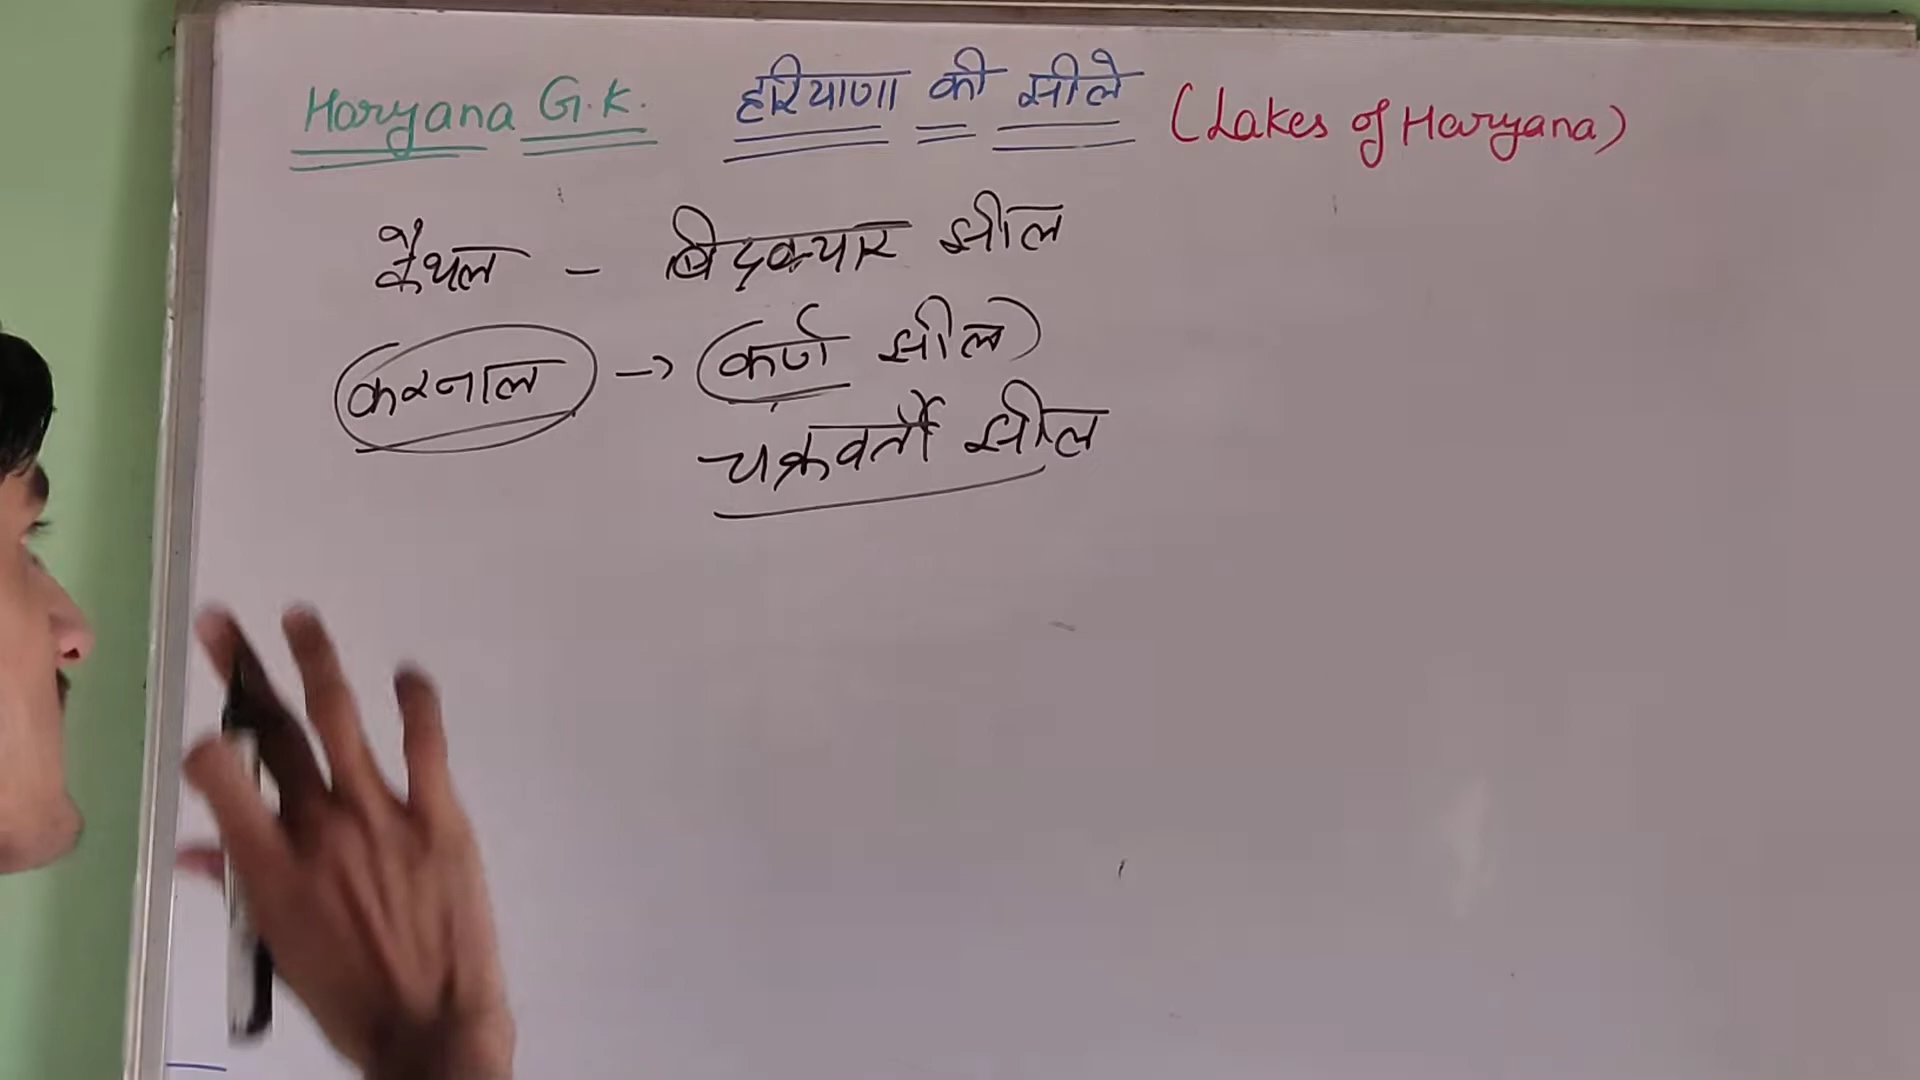 Haryana G.K. हरियाणा की झीले (Lakes of Haryana)
कैथल - बिदक्यार झील
करनाल → कर्ण झील
चक्रवर्ती झील